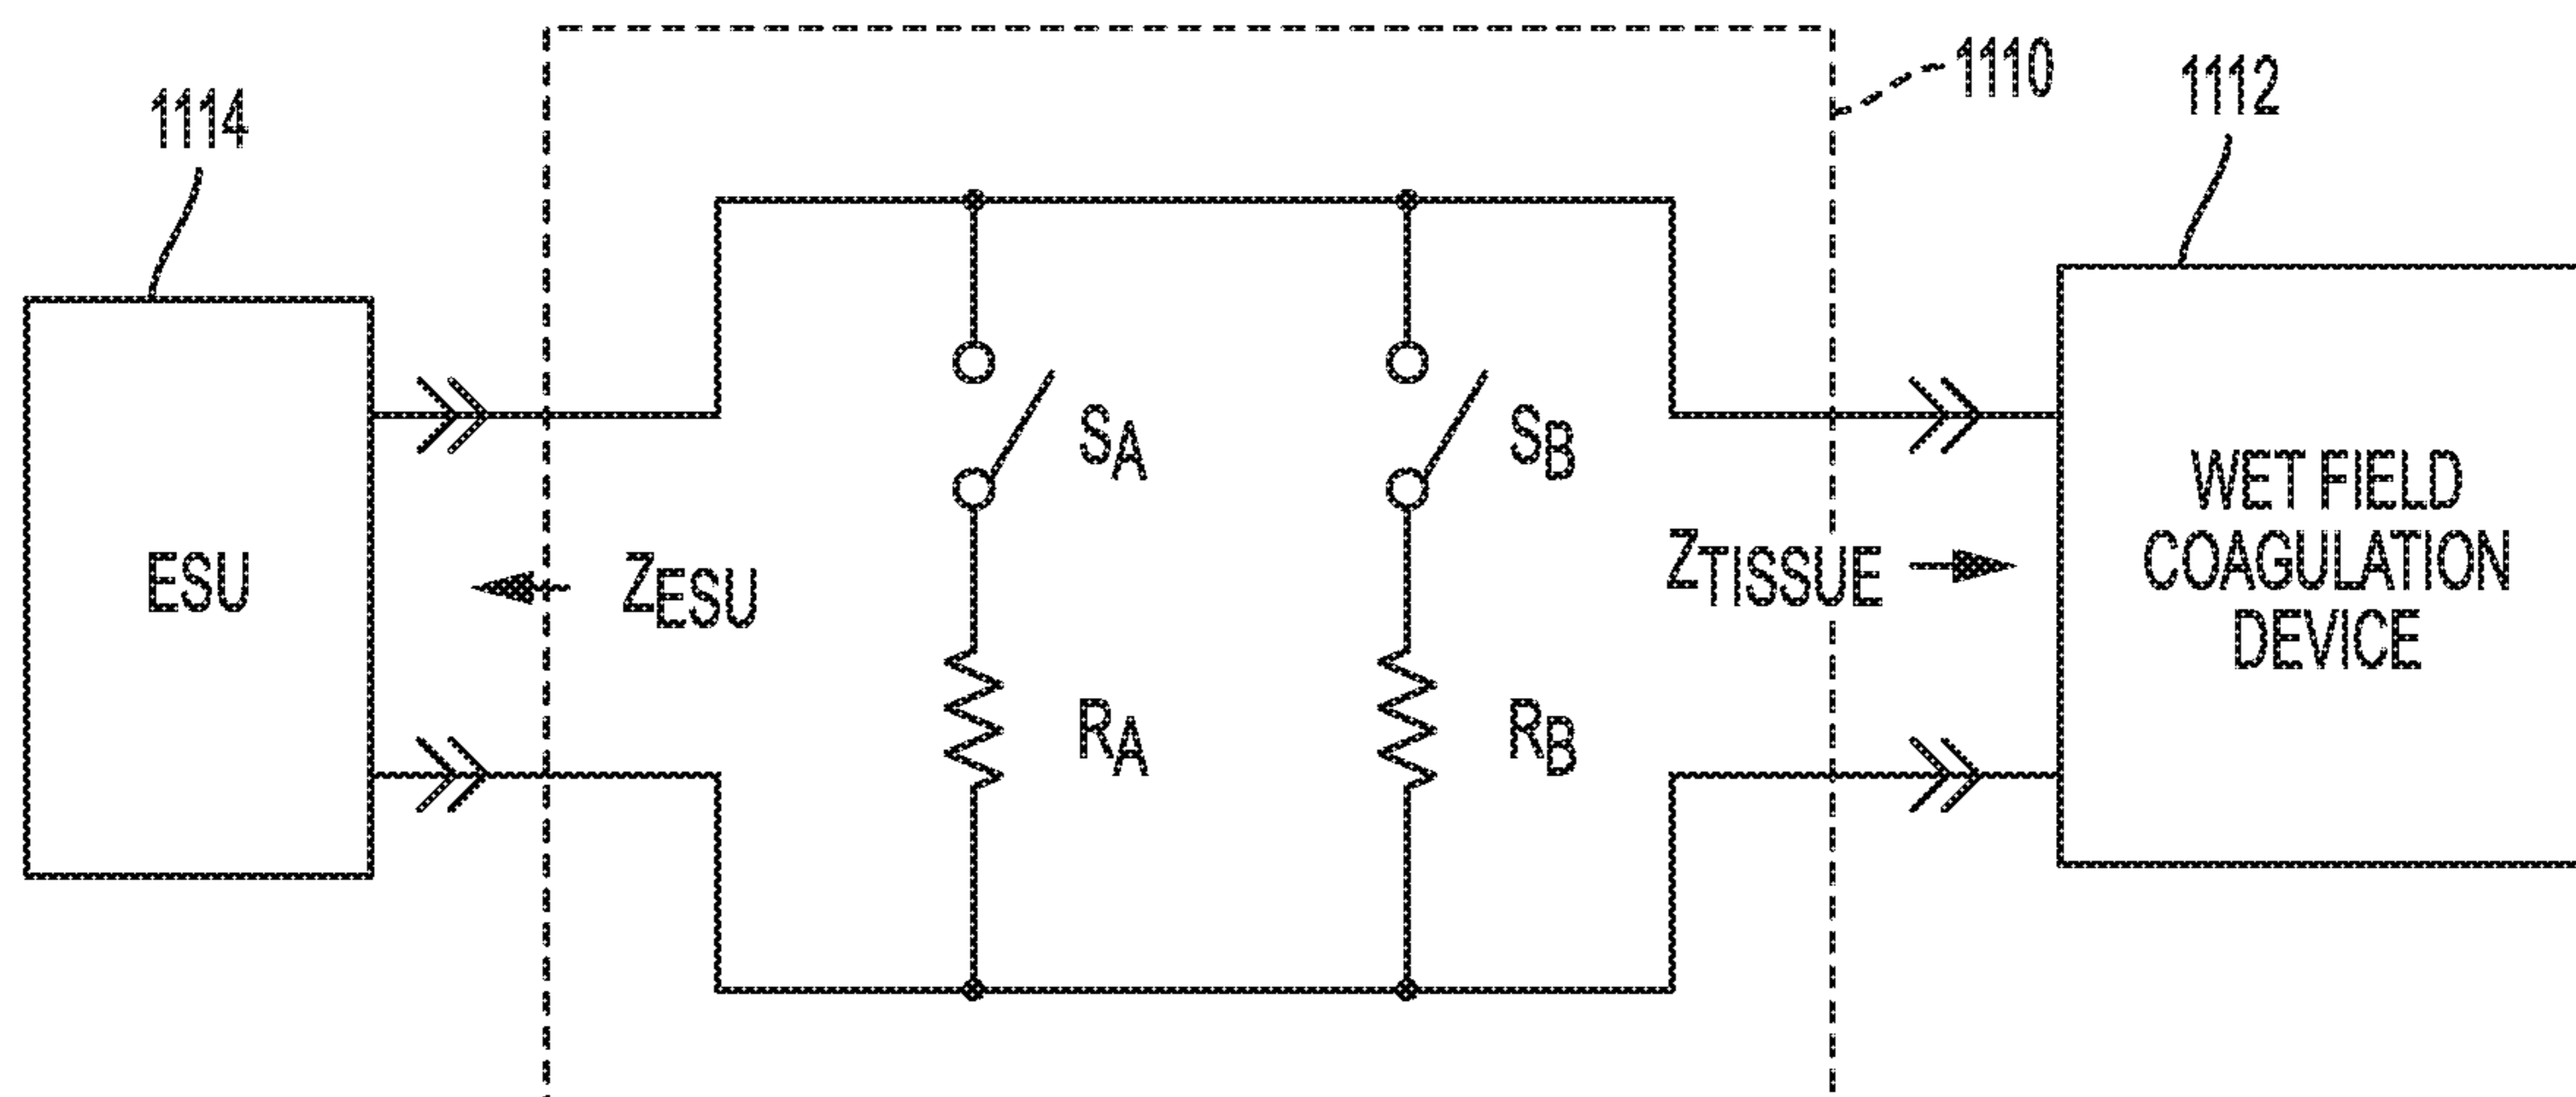 1114
1110
1112
ESU
ZESU
SA
SB
RA
RB
ZTISSUE
WET FIELD
COAGULATION
DEVICE